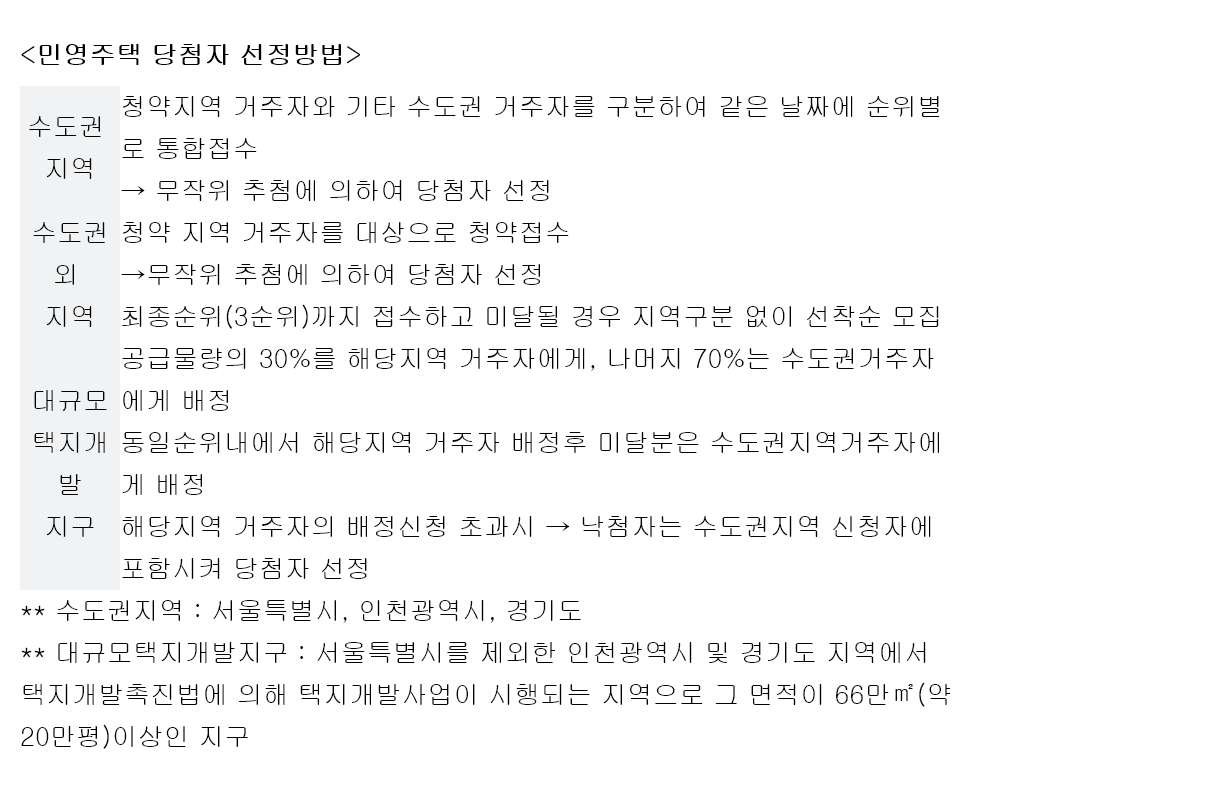 <민영주택 당첨자 선정방법>
수도권
지역
청약지역 거주자와 기타 수도권 거주자를 구분하여 같은 날짜에 순위별
로 통합접수
→ 무작위 추첨에 의하여 당첨자 선정
수도권
외
지역
청약 지역 거주자를 대상으로 청약접수
→무작위 추첨에 의하여 당첨자 선정
최종순위(3순위)까지 접수하고 미달될 경우 지역구분 없이 선착순 모집
대규모
택지개
발
지구
공급물량의 30%를 해당지역 거주자에게, 나머지 70%는 수도권거주자
에게 배정
동일순위내에서 해당지역 거주자 배정후 미달분은 수도권지역거주자에
게 배정
해당지역 거주자의 배정신청 초과시 → 낙첨자는 수도권지역 신청자에
포함시켜 당첨자 선정
** 수도권지역 : 서울특별시, 인천광역시, 경기도
** 대규모택지개발지구 : 서울특별시를 제외한 인천광역시 및 경기도 지역에서
택지개발촉진법에 의해 택지개발사업이 시행되는 지역으로 그 면적이 66만㎡(약
20만평)이상인 지구